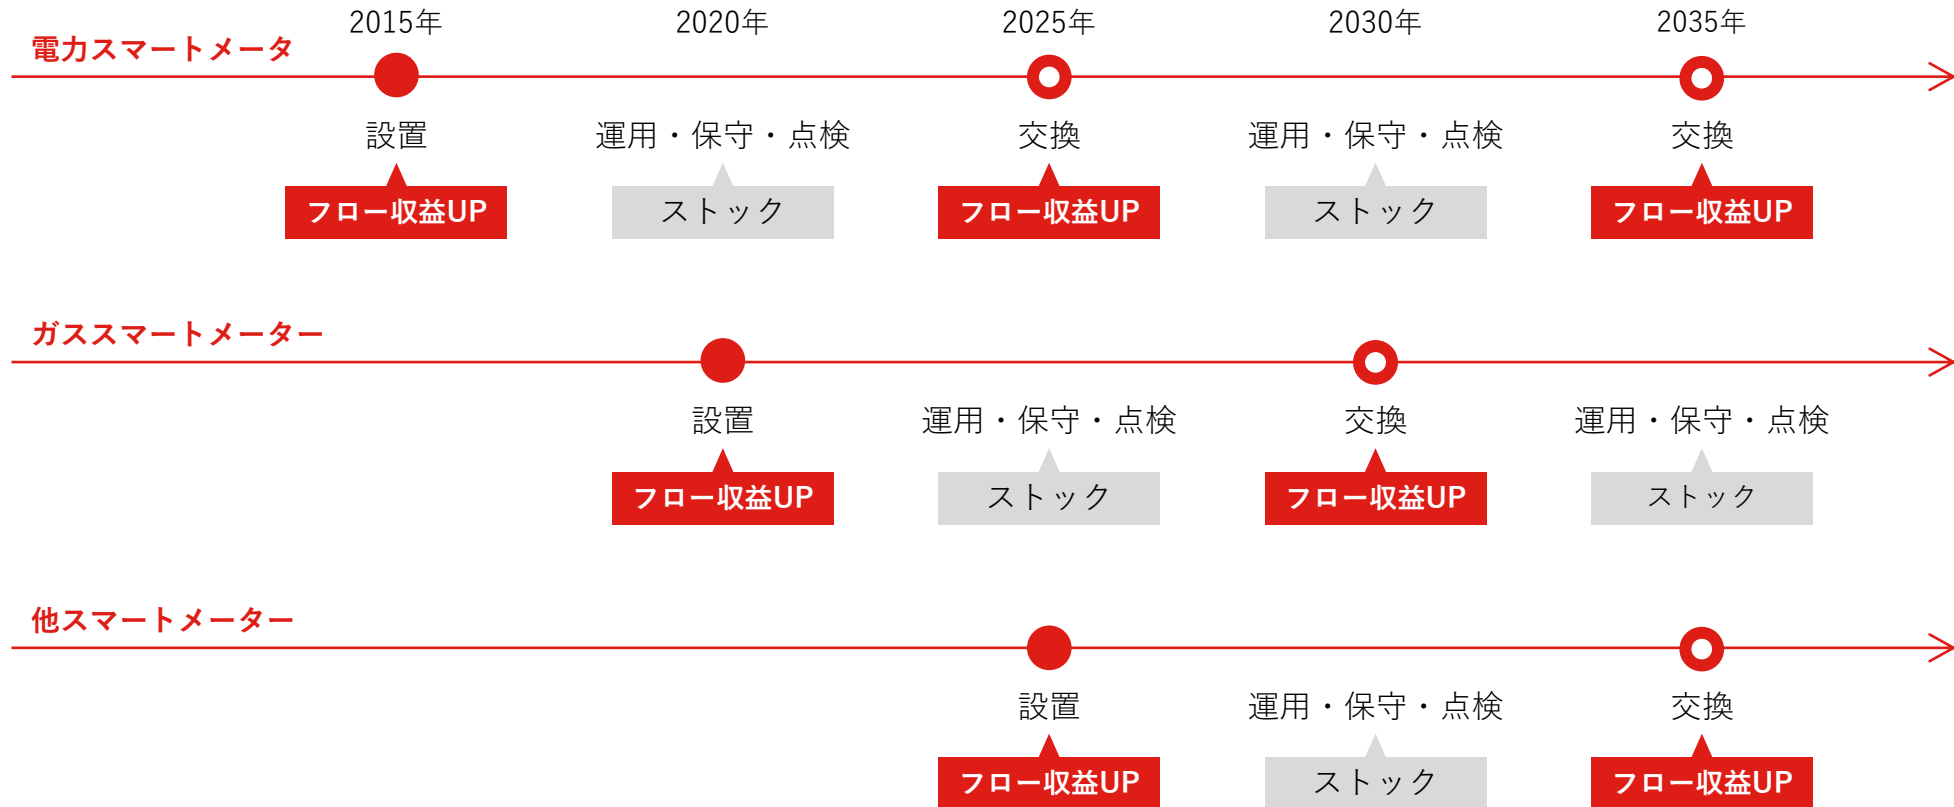 2015年 2020年 2025年 2030年 2035年
電力スマートメータ
設置 運用・保守・点検 交換 運用・保守・点検 交換
フロー収益UP ストック フロー収益UP ストック フロー収益UP
ガススマートメーター
設置 運用・保守・点検 交換 運用・保守・点検
フロー収益UP ストック フロー収益UP ストック
他スマートメーター
設置 運用・保守・点検 交換
フロー収益UP ストック フロー収益UP